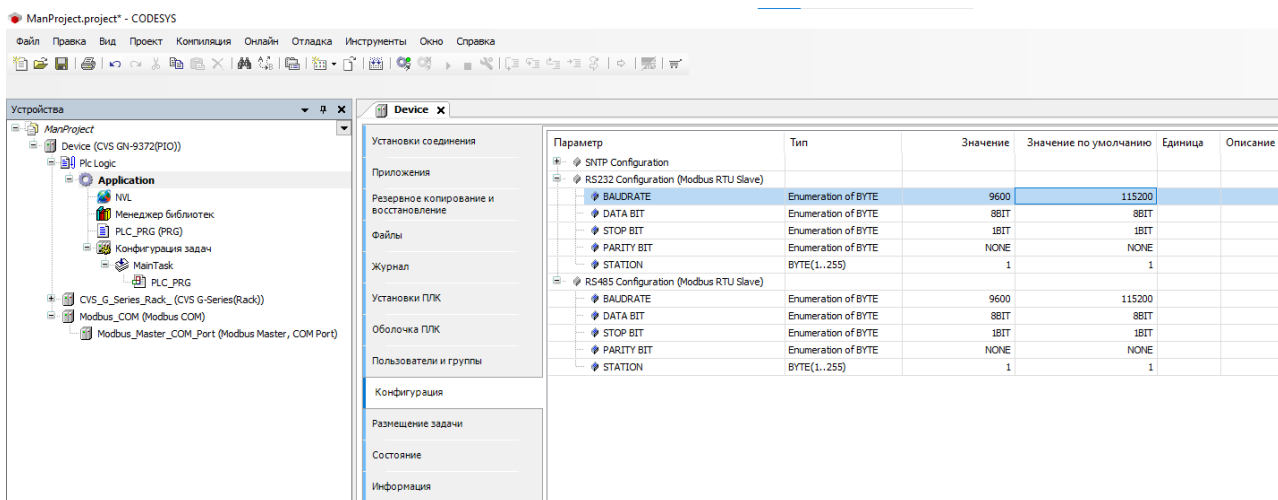 ManProject.project* - CODESYS
Файл Правка Вид Проект Компиляция Онлайн Отладка Инструменты Окно Справка
Устройства
ManProject
Device (CVS GN-9372(PIO))
Plc Logic
Application
NVL
Менеджер библиотек
PLC_PRG (PRG)
Конфигурация задач
MainTask
PLC_PRG
CVS_G_Series_Rack_ (CVS G-Series(Rack))
Modbus_COM (Modbus COM)
Modbus_Master_COM_Port (Modbus Master, COM Port)
Device
Установки соединения
Приложения
Резервное копирование и
восстановление
Файлы
Журнал
Установки ПЛК
Оболочка ПЛК
Пользователи и группы
Конфигурация
Размещение задачи
Состояние
Информация
Параметр Тип Значение Значение по умолчанию Единица Описание
SNTP Configuration
RS232 Configuration (Modbus RTU Slave)
BAUDRATE Enumeration of BYTE 9600 115200
DATA BIT Enumeration of BYTE 8BIT 8BIT
STOP BIT Enumeration of BYTE 1BIT 1BIT
PARITY BIT Enumeration of BYTE NONE NONE
STATION BYTE(1..255) 1 1
RS485 Configuration (Modbus RTU Slave)
BAUDRATE Enumeration of BYTE 9600 115200
DATA BIT Enumeration of BYTE 8BIT 8BIT
STOP BIT Enumeration of BYTE 1BIT 1BIT
PARITY BIT Enumeration of BYTE NONE NONE
STATION BYTE(1..255) 1 1